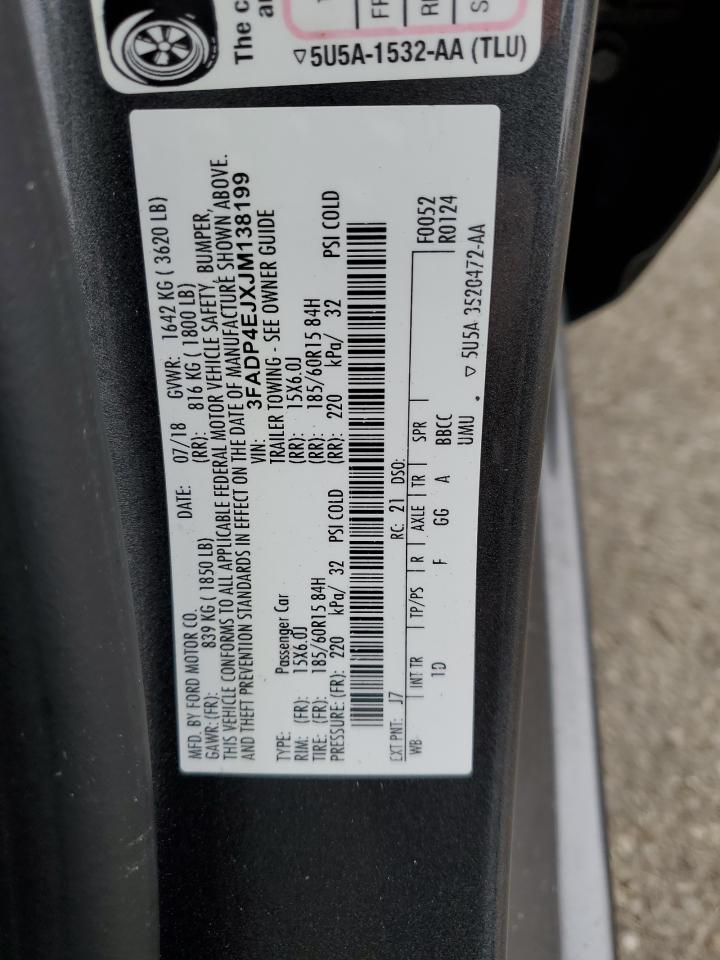 The c
▽5U5A-1532-AA (TLU)
MFD. BY FORD MOTOR CO. DATE: 07/18 GVWR: 1642 KG ( 3620 LB)
GAWR: (FR): 839 KG ( 1850 LB) (RR): 816 KG ( 1800 LB)
THIS VEHICLE CONFORMS TO ALL APPLICABLE FEDERAL MOTOR VEHICLE SAFETY, BUMPER,
AND THEFT PREVENTION STANDARDS IN EFFECT ON THE DATE OF MANUFACTURE SHOWN ABOVE.
VIN: 3FADP4EJXJM138199
TYPE: Passenger Car TRAILER TOWING - SEE OWNER GUIDE
RIM: (FR): 15X6.0J (RR): 15X6.0J
TIRE: (FR): 185/60R15 84H (RR): 185/60R15 84H
PRESSURE: (FR): 220 kPa/ 32 PSI COLD (RR): 220 kPa/ 32 PSI COLD
EXT PNT: J7 RC: 21 DSO: F0052
WB INT TR TP/PS R AXLE TR SPR R0124
1D F GG A BBCC
UMU . ▽ 5U5A 3520472-AA